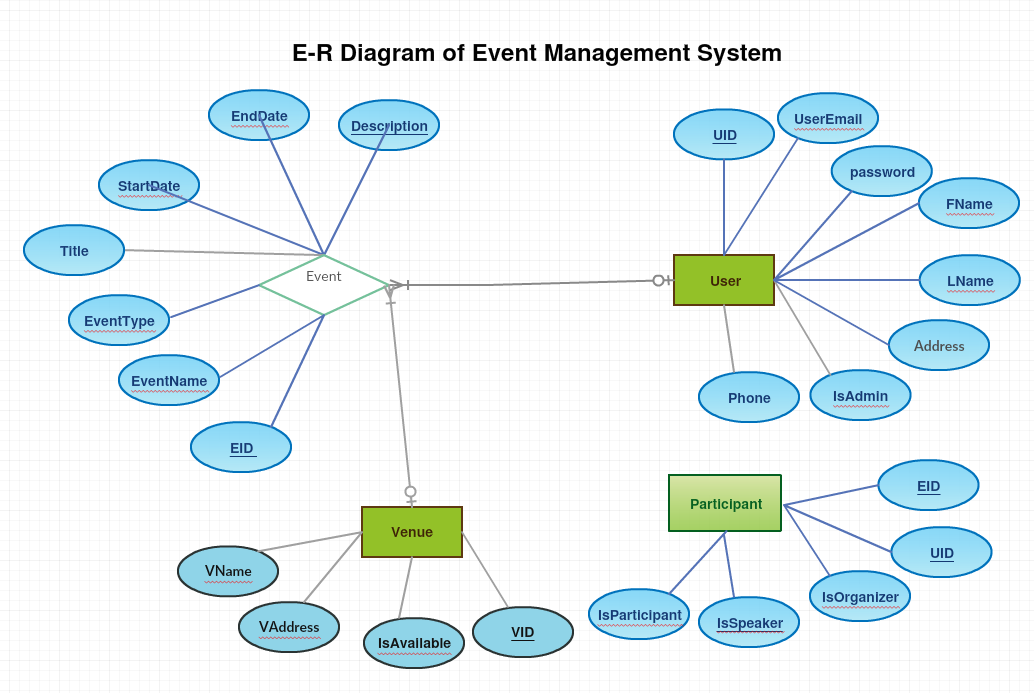 E-R Diagram of Event Management System
EndDate
Description
UID
UserEmail
StartDate
password
FName
Title
Event
User
LName
EventType
Address
EventName
Phone
IsAdmin
EID
Participant
EID
Venue
UID
VName
IsOrganizer
VAddress
IsAvailable
VID
IsParticipant
IsSpeaker